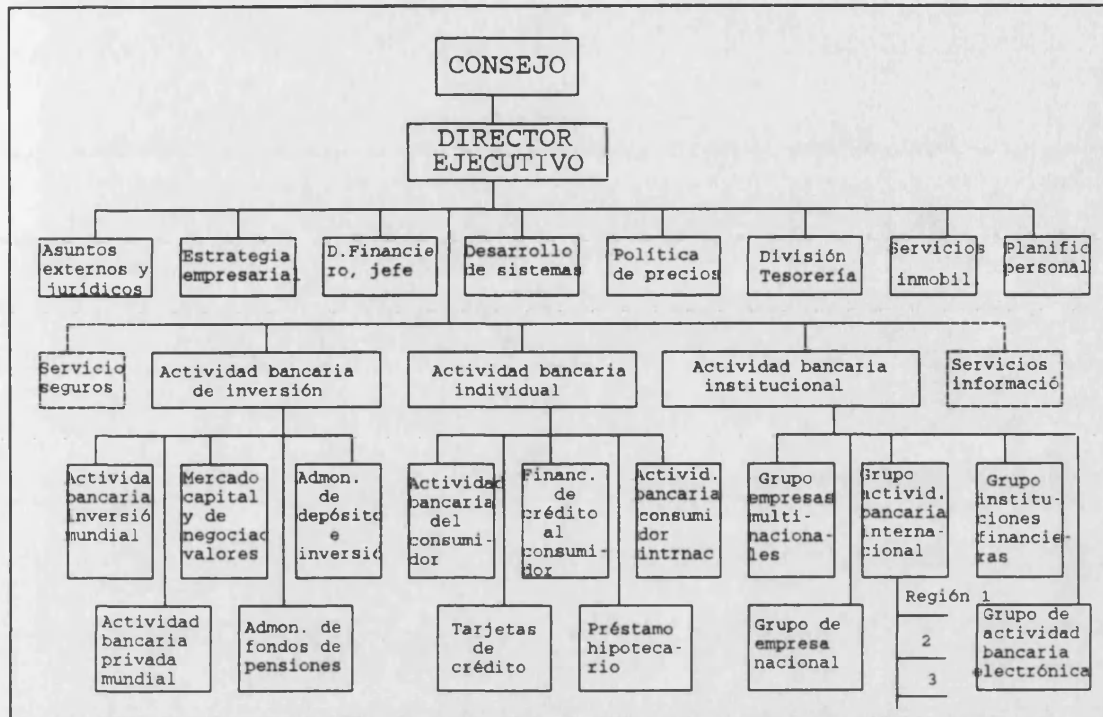 CONSEJO
DIRECTOR
EJECUTIVO
Asuntos
externos y
jurídicos
Estrategia
empresarial
D.Financie
ro, jefe
Desarrollo
de sistemas
Política
de precios
División
Tesorería
Servicios
inmobil.
Planific
personal
Servicio
seguros
Actividad bancaria
de inversión
Actividad bancaria
individual
Actividad bancaria
institucional
Servicios
informació
Activida
bancaria
inversió
mundial
Mercado
capital
y de
negociac
valores
Admon.
de
depósito
e
inversió
Actividad
bancaria
del
consumi-
dor
Financ.
de
crédito
al
consumi-
dor
Activid.
bancaria
consumi
dor
intrnac
Grupo
empresas
multi-
naciona-
les
Grupo
activid.
bancaria
interna-
cional
Grupo
institu-
ciones
financie-
ras
Actividad
bancaria
privada
mundial
Admon. de
fondos de
pensiones
Tarjetas
de
crédito
Préstamo
hipoteca-
rio
Grupo de
empresa
nacional
Región 1
2
3
Grupo de
actividad
bancaria
electrónica